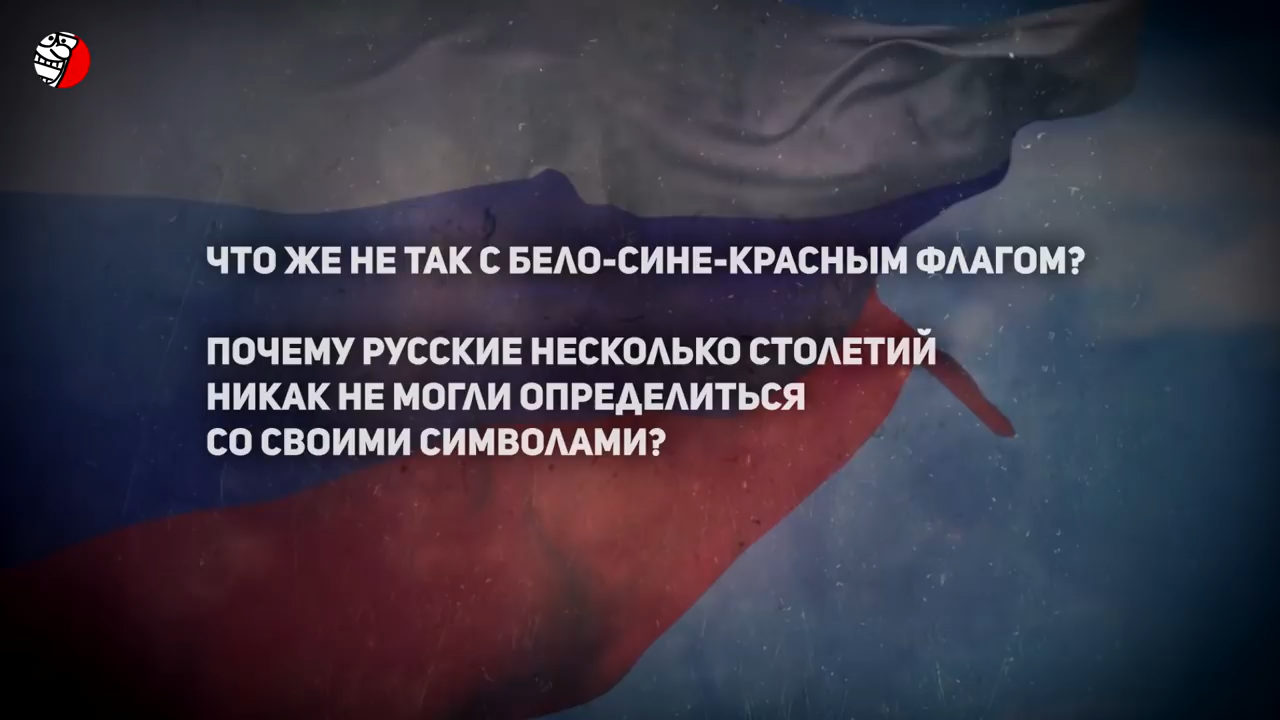 ЧТО ЖЕ НЕ ТАК С БЕЛО-СИНЕ-КРАСНЫМ ФЛАГОМ?
ПОЧЕМУ РУССКИЕ НЕСКОЛЬКО СТОЛЕТИЙ
НИКАК НЕ МОГЛИ ОПРЕДЕЛИТЬСЯ
СО СВОИМИ СИМВОЛАМИ?